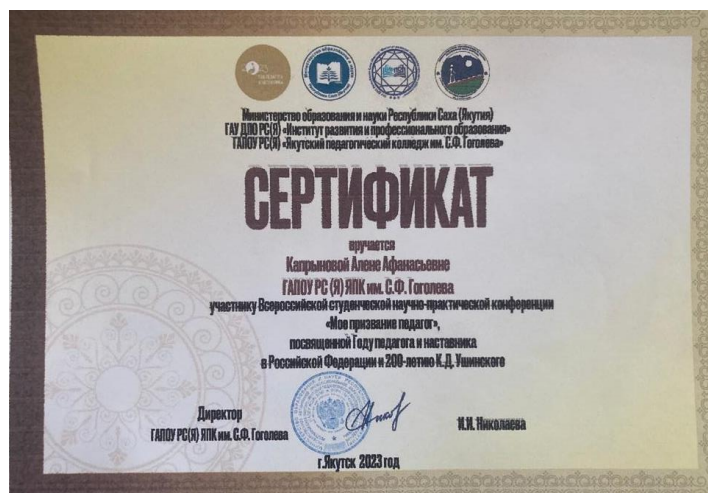 Министерство образования и науки Республики Саха (Якутия)
ГАУ ДПО РС(Я) «Институт развития и профессионального образования»
ГАПОУ РС(Я) «Якутский педагогический колледж им. С.Ф. Гоголева»
СЕРТИФИКАТ
вручается
Капрыновой Алене Афанасьевне
ГАПОУ РС (Я) ЯПК им. С.Ф. Гоголева
участнику Всероссийской студенческой научно-практической конференции
«Мое призвание педагог»,
посвященной Году педагога и наставника
в Российской Федерации и 200-летию К.Д. Ушинского
Директор
ГАПОУ РС(Я) ЯПК им. С.Ф. Гоголева
И.И. Николаева
г.Якутск 2023 год